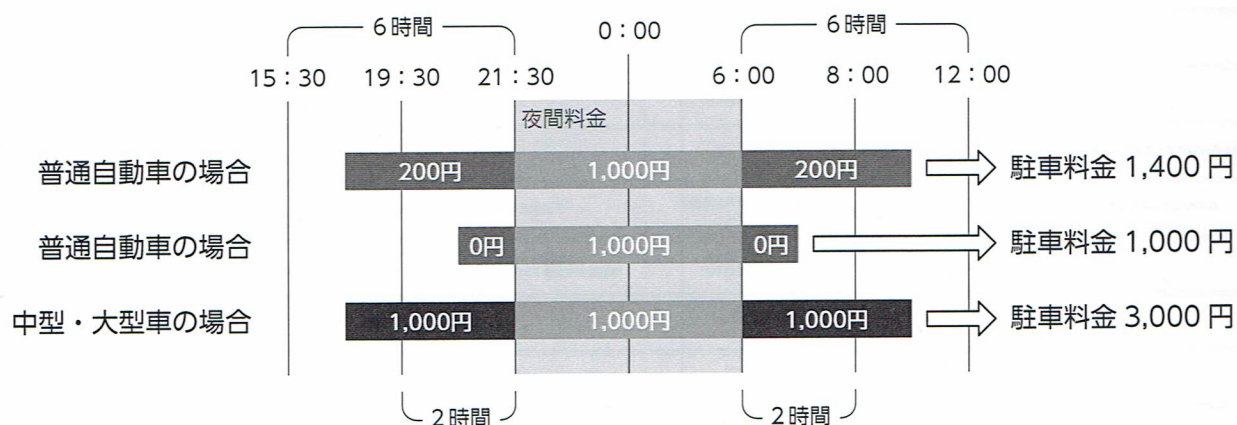 6時間 0:00 6時間
15:30 19:30 21:30 6:00 8:00 12:00
夜間料金
普通自動車の場合 200円 1,000円 200円 駐車料金 1,400 円
普通自動車の場合 0円 1,000円 0円 駐車料金 1,000 円
中型・大型車の場合 1,000円 1,000円 1,000円 駐車料金 3,000 円
2時間 2時間